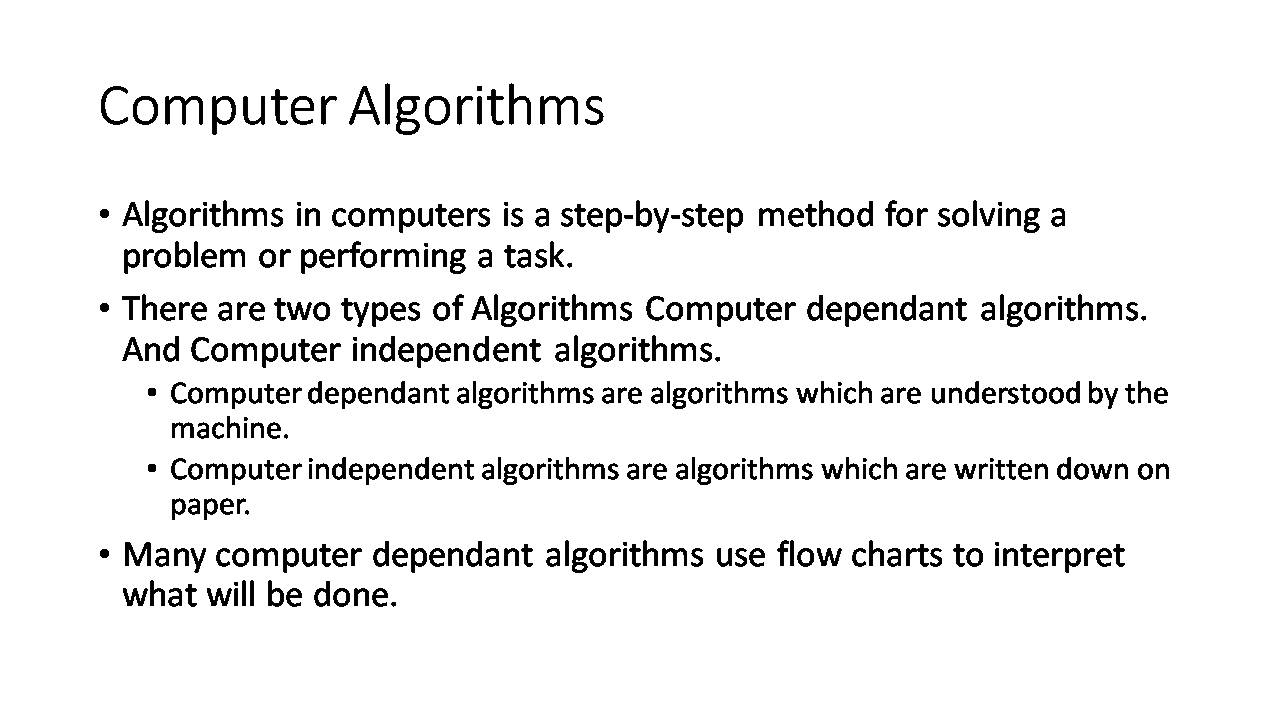 Computer Algorithms
• Algorithms in computers is a step-by-step method for solving a
problem or performing a task.
• There are two types of Algorithms Computer dependant algorithms.
And Computer independent algorithms.
• Computer dependant algorithms are algorithms which are understood by the
machine.
• Computer independent algorithms are algorithms which are written down on
paper.
• Many computer dependant algorithms use flow charts to interpret
what will be done.